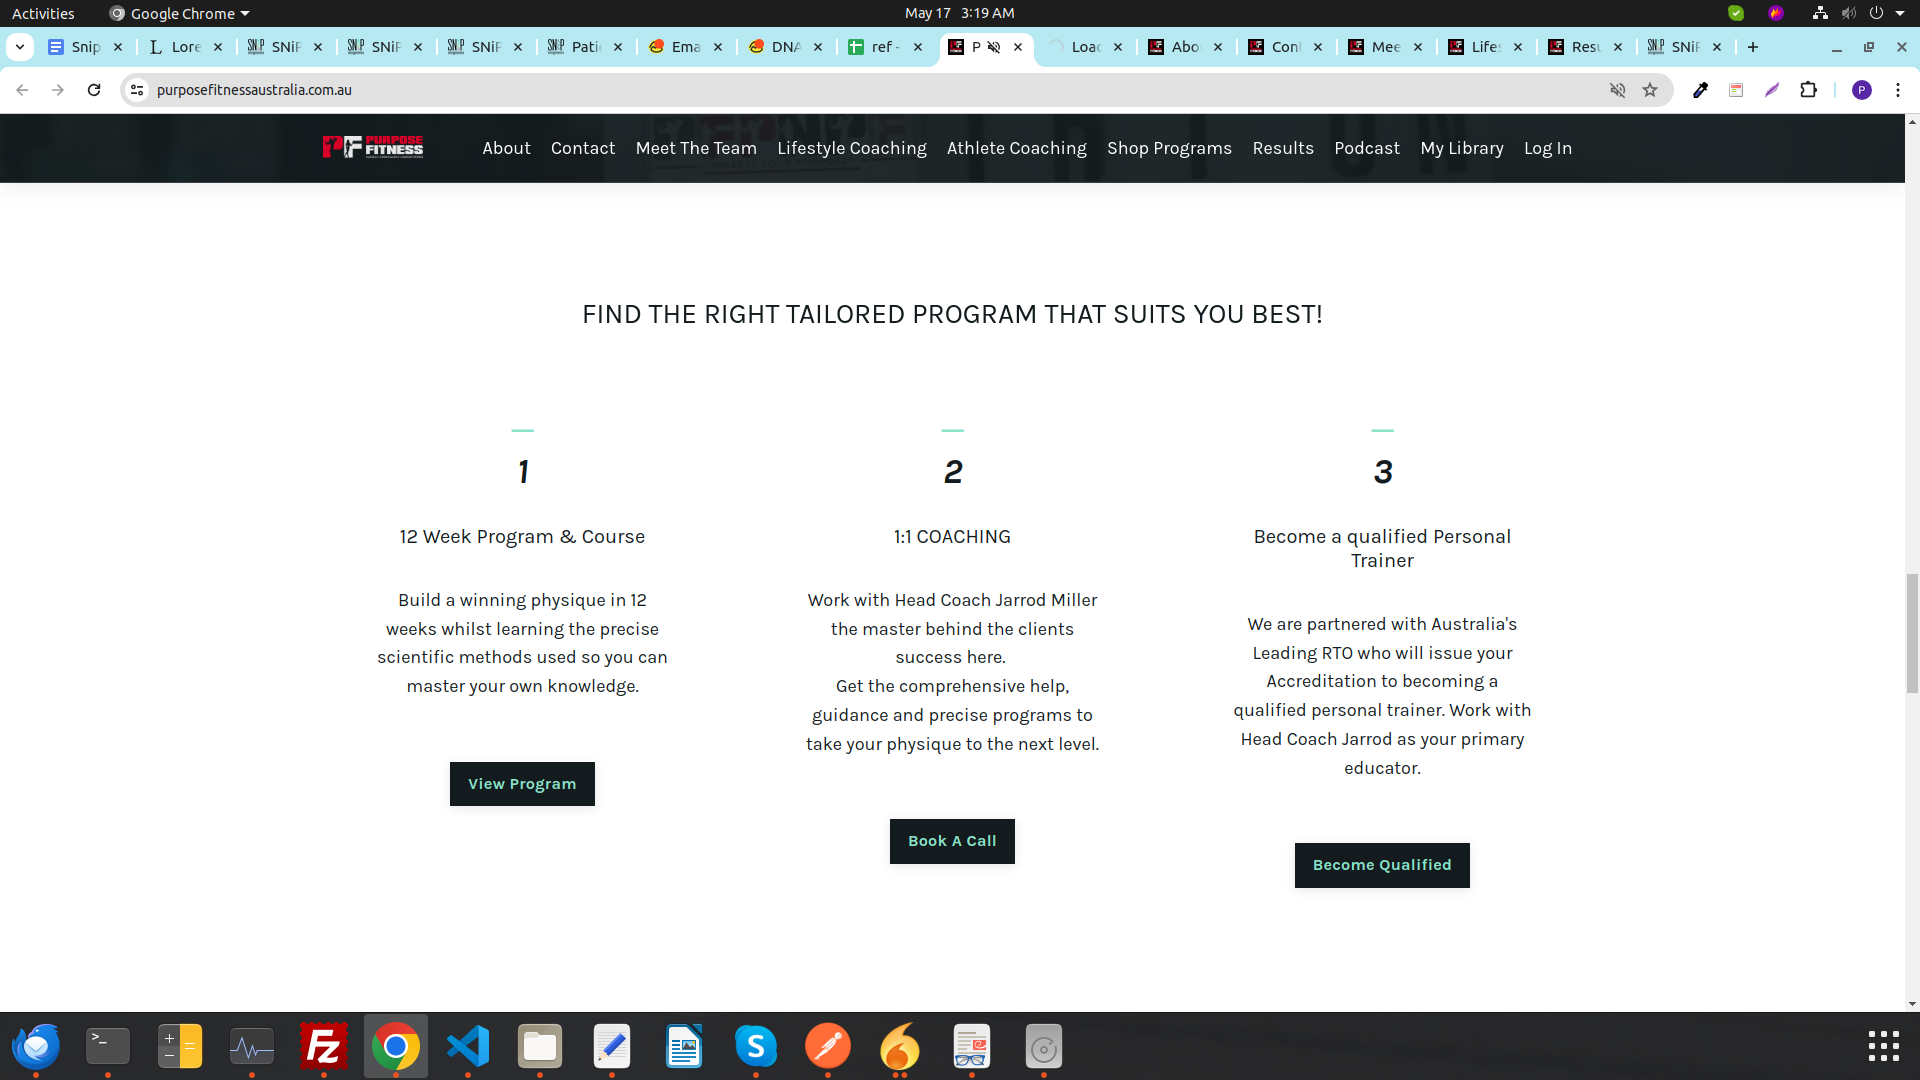 Activities
Google Chrome
May 17 3:19 AM
Snip
Lore
SNiP
SNiP
SNiP
Patie
Ema
DNA
ref -
P
Load
Abo
Con
Mee
Lifes
Resu
SNiP
purposefitnessaustralia.com.au
P
PURPOSE
FITNESS
About
Contact
Meet The Team
Lifestyle Coaching
Athlete Coaching
Shop Programs
Results
Podcast
My Library
Log In
FIND THE RIGHT TAILORED PROGRAM THAT SUITS YOU BEST!
1
12 Week Program & Course
Build a winning physique in 12
weeks whilst learning the precise
scientific methods used so you can
master your own knowledge.
View Program
2
1:1 COACHING
Work with Head Coach Jarrod Miller
the master behind the clients
success here.
Get the comprehensive help,
guidance and precise programs to
take your physique to the next level.
Book A Call
3
Become a qualified Personal
Trainer
We are partnered with Australia's
Leading RTO who will issue your
Accreditation to becoming a
qualified personal trainer. Work with
Head Coach Jarrod as your primary
educator.
Become Qualified